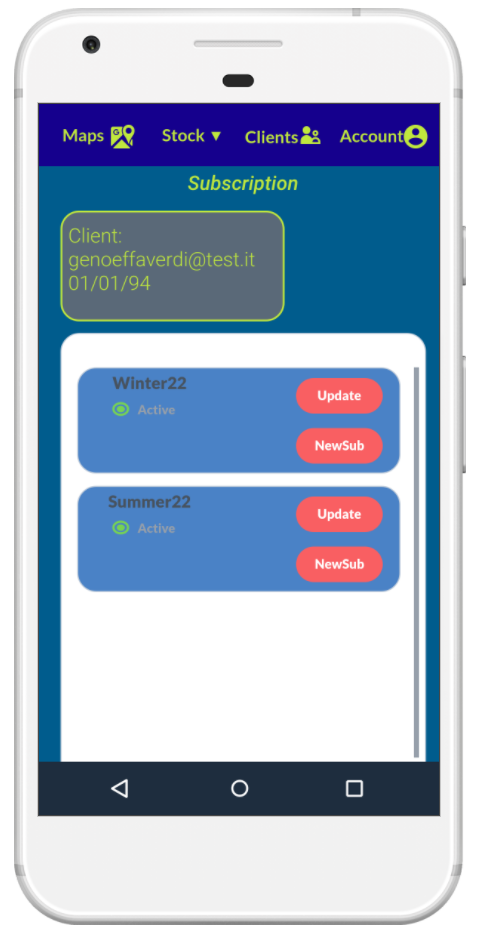 Maps Stock ▼ Clients Account
Subscription
Client:
genoeffaverdi@test.it
01/01/94
Winter22
Active
Update
NewSub
Summer22
Active
Update
NewSub